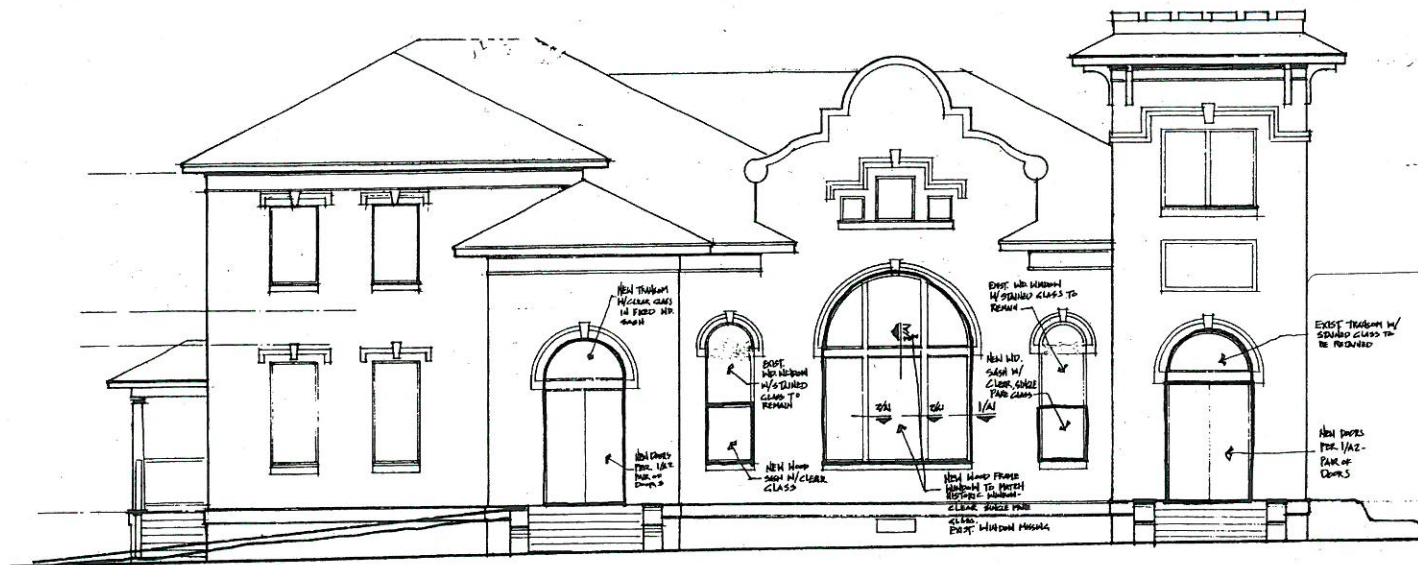 NEW TRANSOM
W/CLEAR GLASS
IN FIXED WD.
SASH
EXIST.
WD. WINDOW
W/STAINED
GLASS TO
REMAIN
NEW DOORS
PER 1/A2
PAIR OF
DOORS
NEW WOOD
SASH W/CLEAR
GLASS
EXIST. WD. WINDOW
W/STAINED GLASS TO
REMAIN
NEW WD.
SASH W/
CLEAR, SINGLE
PANE GLASS
1/A1
NEW WOOD FRAME
WINDOW TO MATCH
HISTORIC WINDOW-
CLEAR SINGLE PANE
GLASS.
EXIST. WINDOW MISSING
EXIST TRANSOM W/
STAINED GLASS TO
BE RETAINED
NEW DOORS
PER 1/A2-
PAIR OF
DOORS